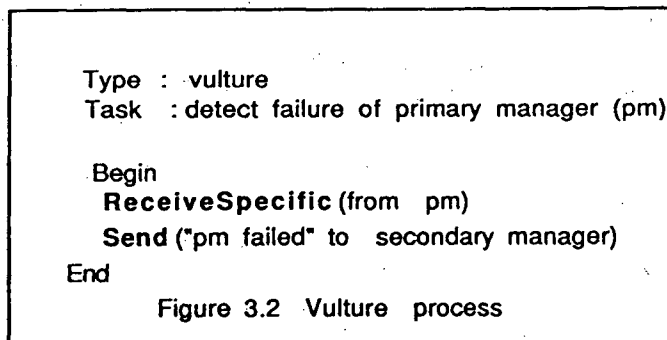 Type : vulture
Task : detect failure of primary manager (pm)
Begin
ReceiveSpecific (from pm)
Send ("pm failed" to secondary manager)
End
Figure 3.2 Vulture process